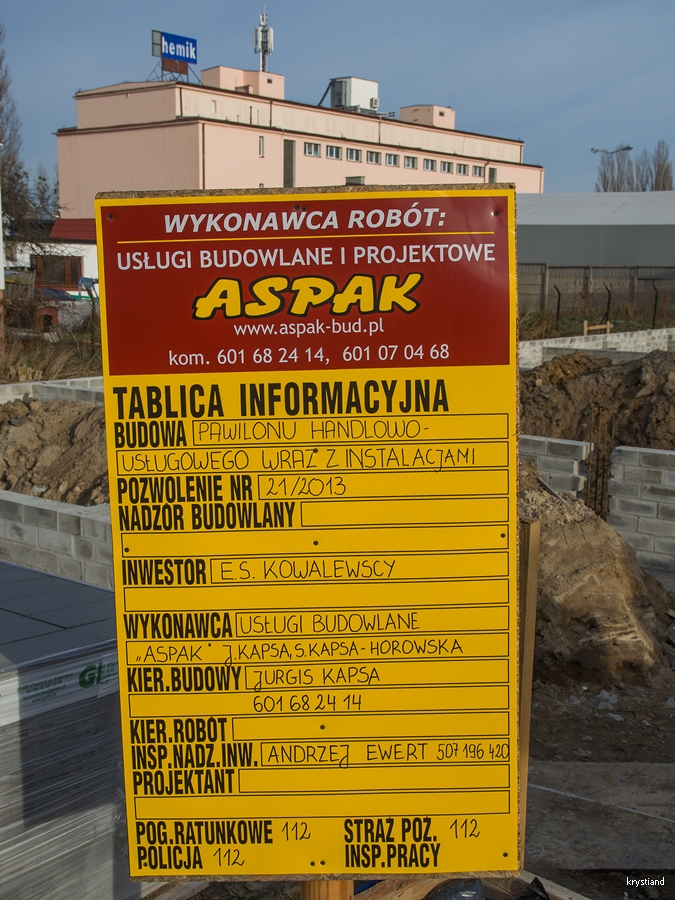 hemik
WYKONAWCA ROBÓT:
USŁUGI BUDOWLANE I PROJEKTOWE
ASPAK
www.aspak-bud.pl
kom. 601 68 24 14, 601 07 04 68
TABLICA INFORMACYJNA
BUDOWA PAWILONU HANDLOWO-
USŁUGOWEGO WRAZ Z INSTALACJAMI
POZWOLENIE NR 21/2013
NADZÓR BUDOWLANY
INWESTOR E.S. KOWALEWSCY
WYKONAWCA USŁUGI BUDOWLANE
„ASPAK" J.KAPSA, S.KAPSA-HOROWSKA
KIER.BUDOWY JURGIS KAPSA
601 68 24 14
KIER.ROBÓT
INSP.NADZ.INW. ANDRZEJ EWERT 507 196 420
PROJEKTANT
POG.RATUNKOWE 112 STRAŻ POŻ. 112
POLICJA 112 INSP.PRACY
krystiand